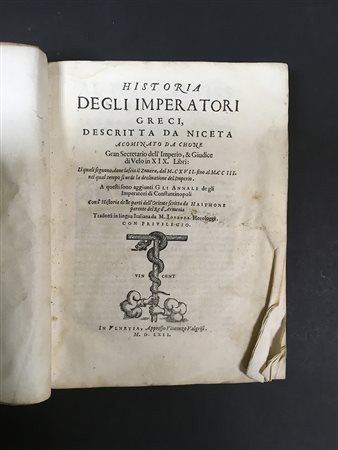 HISTORIA
DEGLI IMPERATORI
GRECI,
DESCRITTA DA NICETA
ACOMINATO DA CHONE
Gran Secretario dell'Imperio, & Giudice
di Velo in XIX. Libri:
I quali seguono, doue lascia il Zonara, dal M. CXVII. fino al M. CCIII.
nel qual tempo si uede la declinatione del Imperio.
A questi sono aggiunti GLI ANNALI de gli
Imperatori di Constantinopoli
Con l'Historia delle parti dell'Oriente scritta da HAITHONE
parente del Re d'Armenia
Tradotti in lingua Italiana da M. IOSEPPE Horologgi.
CON PRIVILEGIO.
VIN CENT
IN VENETIA, Appresso Vincenzo Valgrisi.
M. D. LXII.